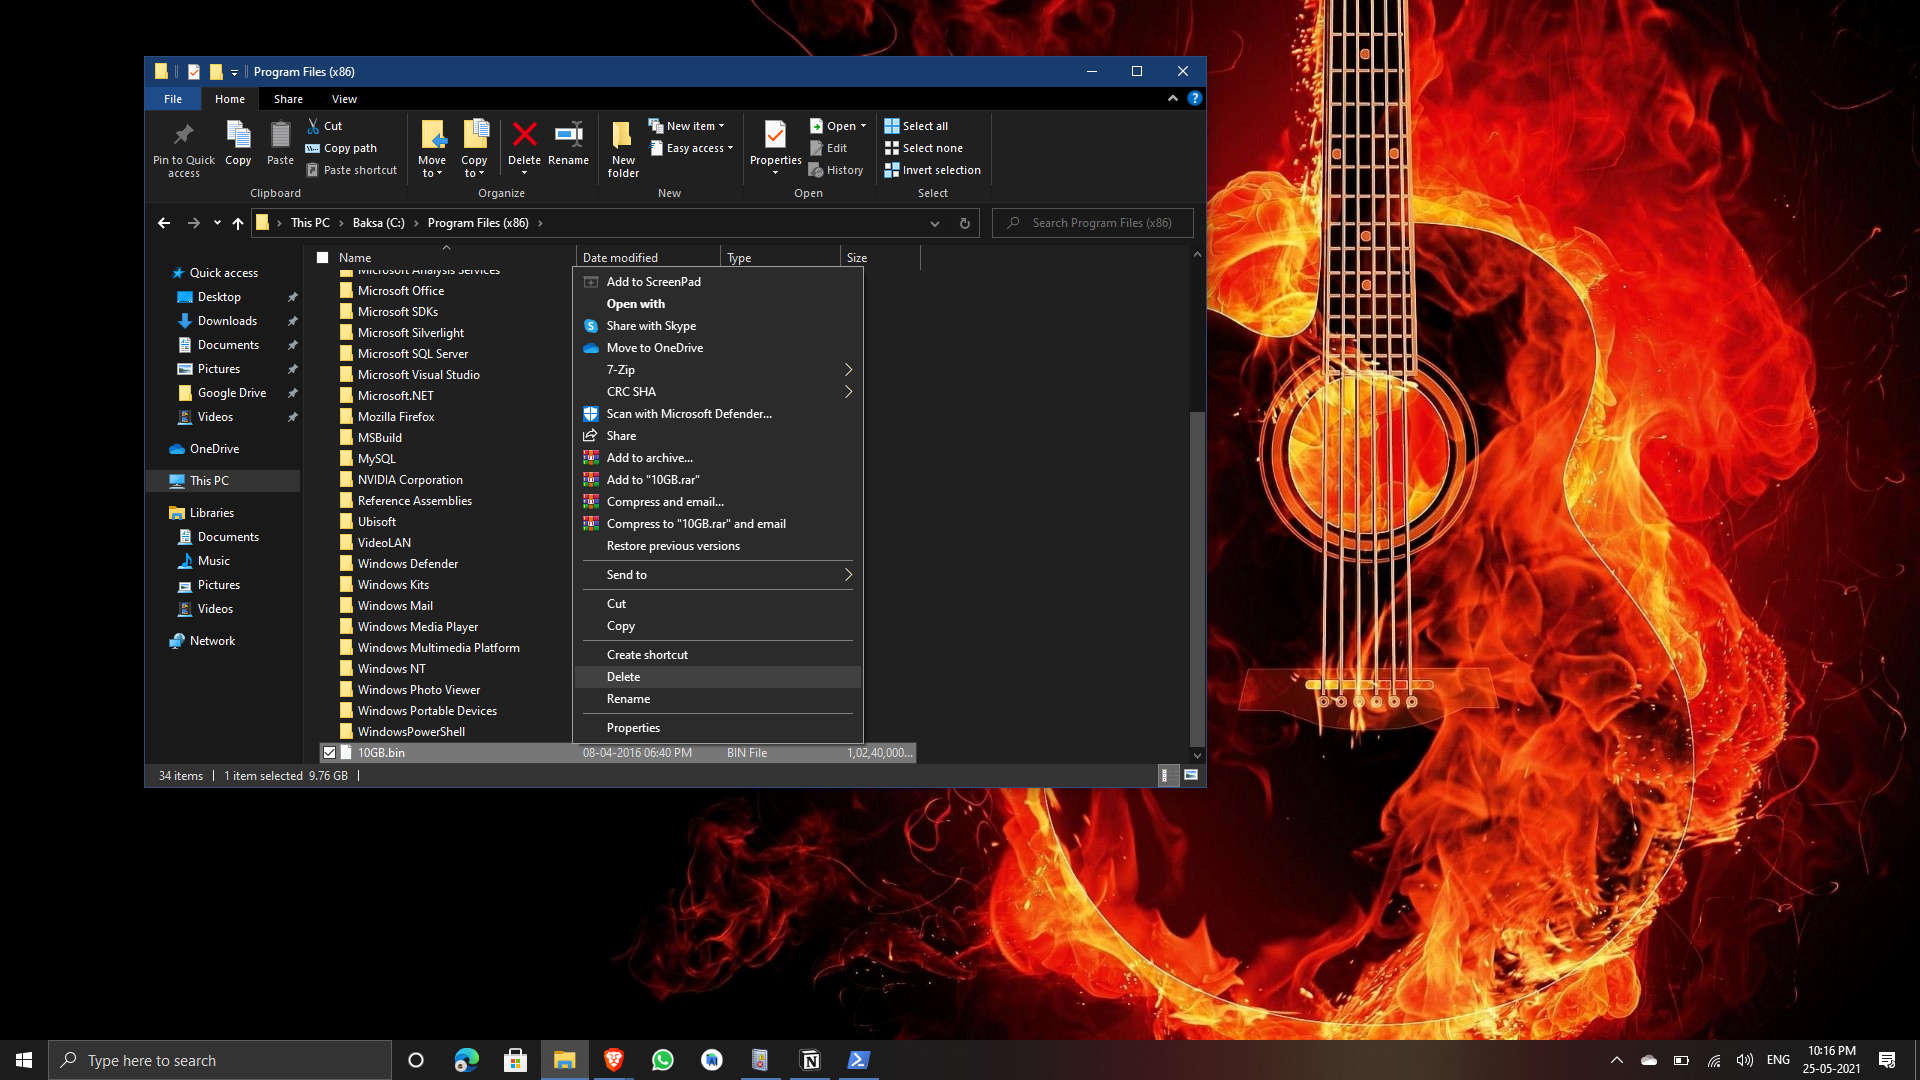 Program Files (x86)
File Home Share View
Pin to Quick access
Copy
Paste
Cut
Copy path
Paste shortcut
Clipboard
Move to
Copy to
Delete
Rename
Organize
New folder
New item
Easy access
New
Properties
Open
Edit
History
Open
Select all
Select none
Invert selection
Select
This PC Baksa (C:) Program Files (x86)
Search Program Files (x86)
Quick access
Desktop
Downloads
Documents
Pictures
Google Drive
Videos
OneDrive
This PC
Libraries
Documents
Music
Pictures
Videos
Network
Name Date modified Type Size
Microsoft Analysis Services
Microsoft Office
Microsoft SDKs
Microsoft Silverlight
Microsoft SQL Server
Microsoft Visual Studio
Microsoft.NET
Mozilla Firefox
MSBuild
MySQL
NVIDIA Corporation
Reference Assemblies
Ubisoft
VideoLAN
Windows Defender
Windows Kits
Windows Mail
Windows Media Player
Windows Multimedia Platform
Windows NT
Windows Photo Viewer
Windows Portable Devices
WindowsPowerShell
10GB.bin 08-04-2016 06:40 PM BIN File 1,02,40,000...
Add to ScreenPad
Open with
Share with Skype
Move to OneDrive
7-Zip
CRC SHA
Scan with Microsoft Defender...
Share
Add to archive...
Add to "10GB.rar"
Compress and email...
Compress to "10GB.rar" and email
Restore previous versions
Send to
Cut
Copy
Create shortcut
Delete
Rename
Properties
34 items 1 item selected 9.76 GB
Type here to search
ENG
10:16 PM
25-05-2021